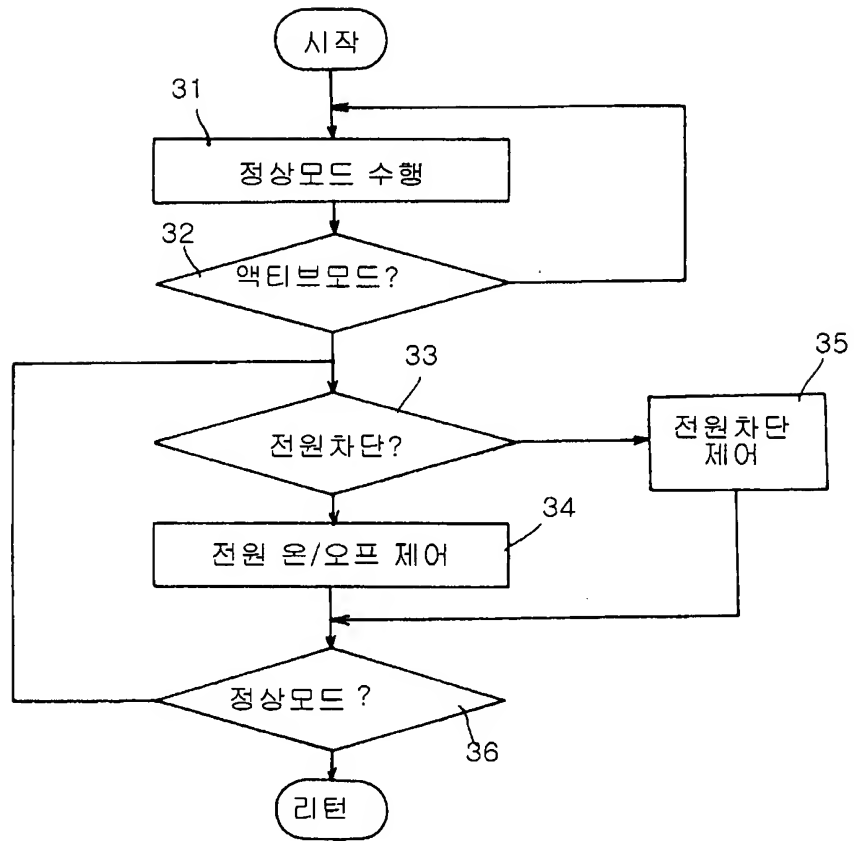 시작
31
정상모드 수행
32
액티브모드?
33
전원차단?
35
전원차단
제어
34
전원 온/오프 제어
정상모드?
36
리턴